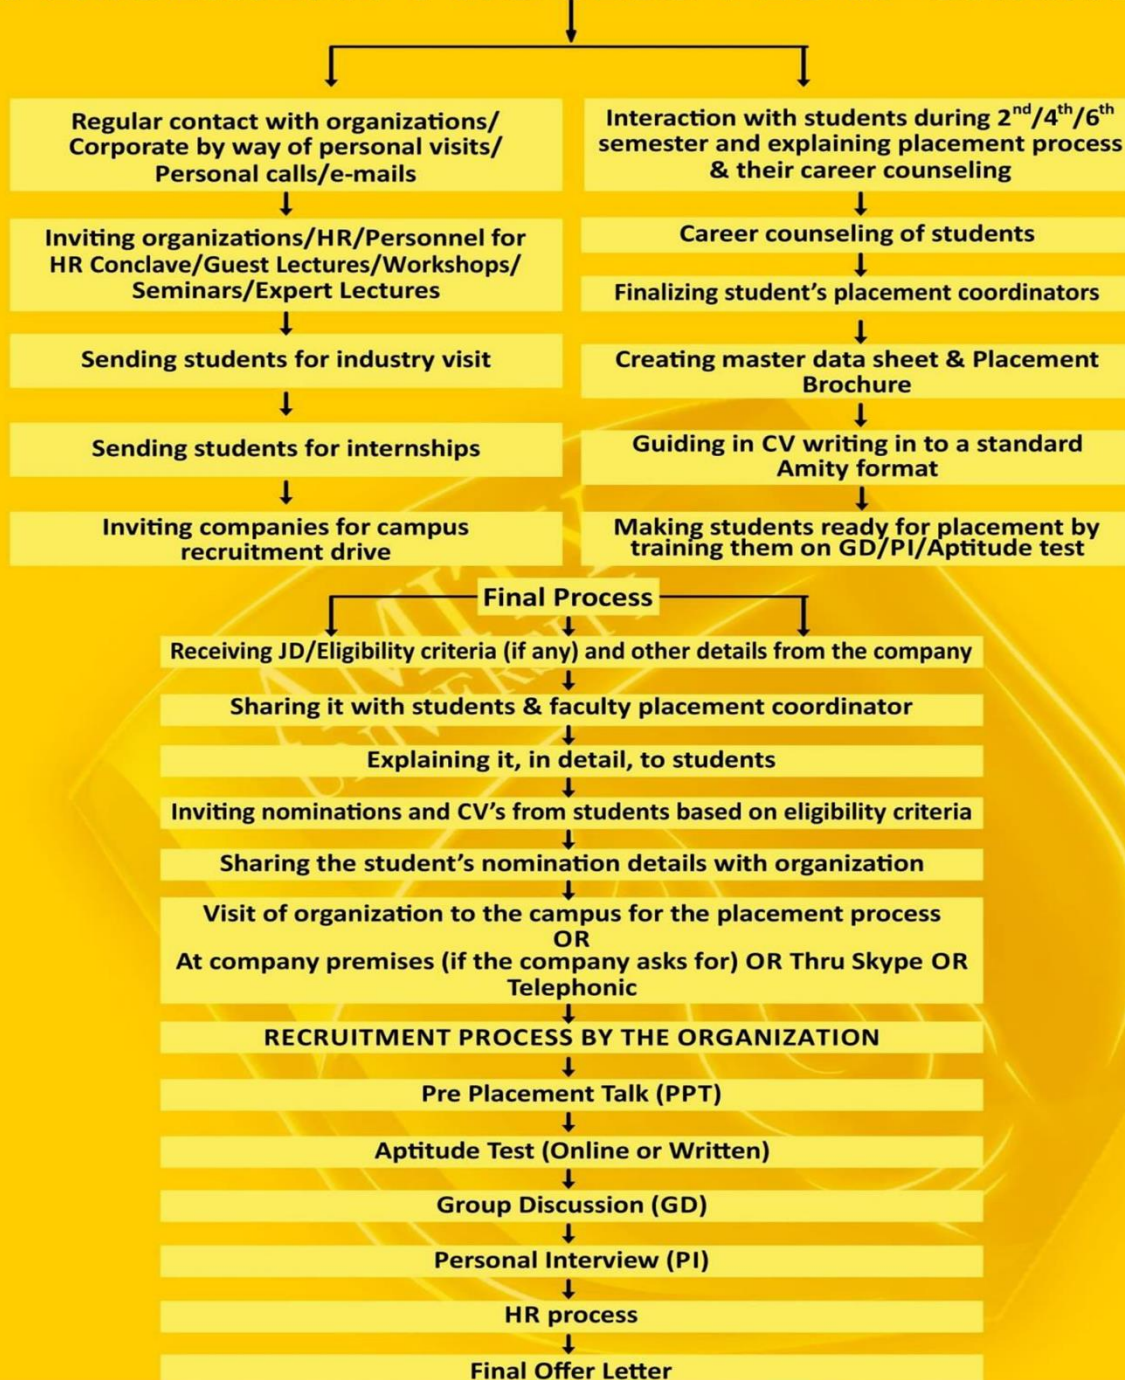 Regular contact with organizations/
Corporate by way of personal visits/
Personal calls/e-mails
Inviting organizations/HR/Personnel for
HR Conclave/Guest Lectures/Workshops/
Seminars/Expert Lectures
Sending students for industry visit
Sending students for internships
Inviting companies for campus
recruitment drive
Interaction with students during 2nd/4th/6th
semester and explaining placement process
& their career counseling
Career counseling of students
Finalizing student's placement coordinators
Creating master data sheet & Placement
Brochure
Guiding in CV writing in to a standard
Amity format
Making students ready for placement by
training them on GD/PI/Aptitude test
Final Process
Receiving JD/Eligibility criteria (if any) and other details from the company
Sharing it with students & faculty placement coordinator
Explaining it, in detail, to students
Inviting nominations and CV's from students based on eligibility criteria
Sharing the student's nomination details with organization
Visit of organization to the campus for the placement process
OR
At company premises (if the company asks for) OR Thru Skype OR
Telephonic
RECRUITMENT PROCESS BY THE ORGANIZATION
Pre Placement Talk (PPT)
Aptitude Test (Online or Written)
Group Discussion (GD)
Personal Interview (PI)
HR process
Final Offer Letter
AMITY
UNIVERSITY